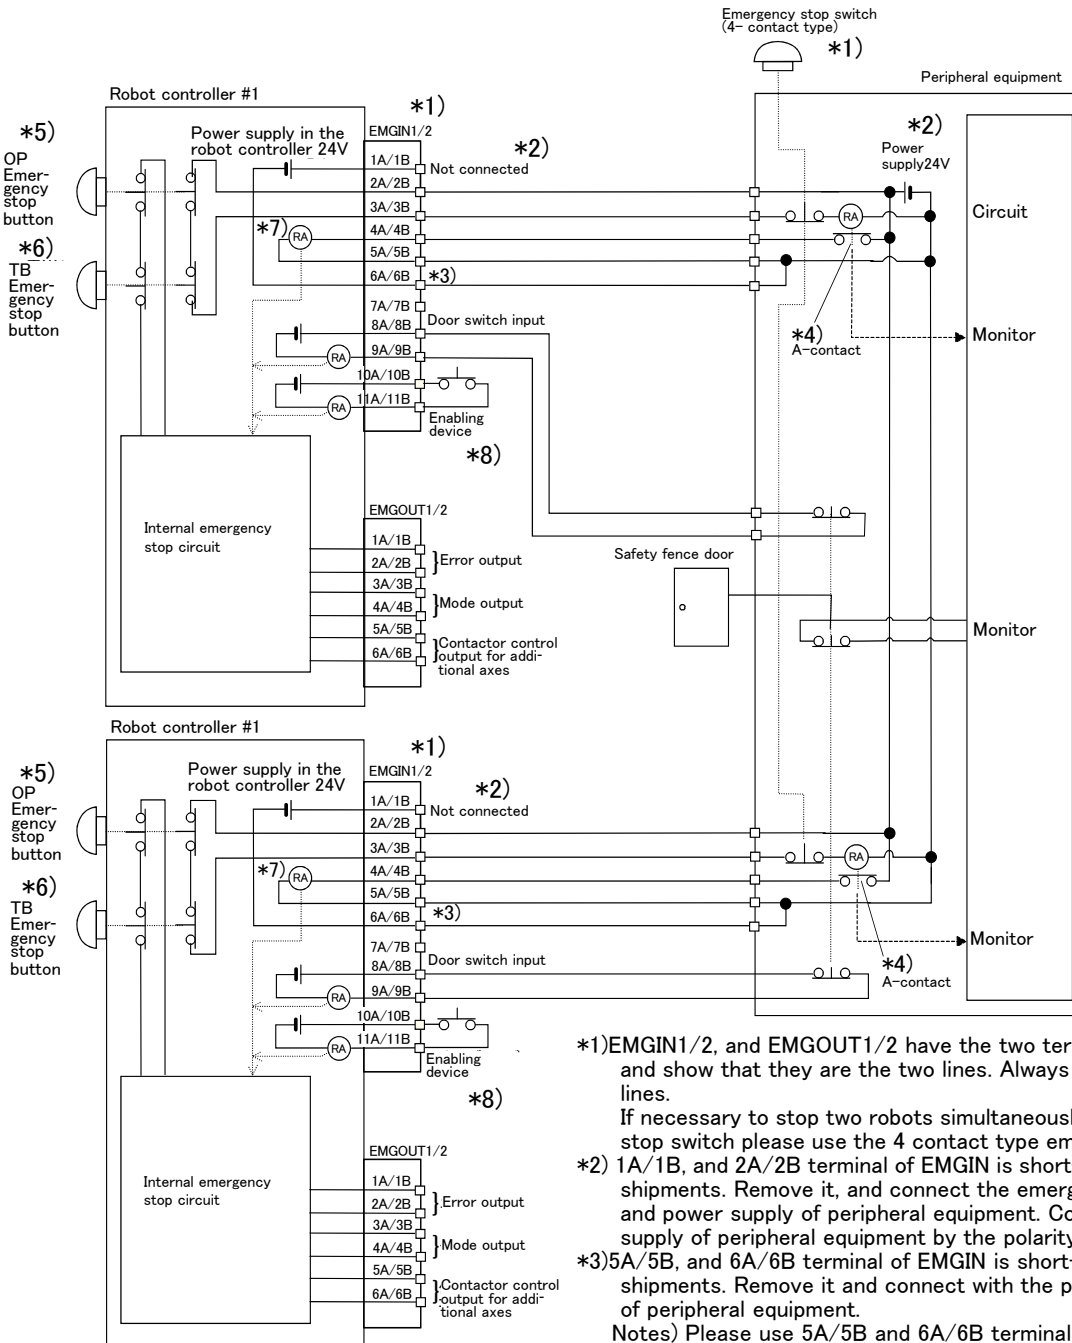 Emergency stop switch
(4- contact type)
*1)
Peripheral equipment
Robot controller #1
*1)
*5)
OP
Emer-
gency
stop
button
Power supply in the
robot controller 24V
EMGIN1/2
*2)
*2)
Power
supply24V
1A/1B
Not connected
2A/2B
3A/3B
Circuit
*6)
TB
Emer-
gency
stop
button
*7)
RA
4A/4B
RA
5A/5B
6A/6B
*3)
7A/7B
8A/8B
Door switch input
*4)
A-contact
Monitor
RA
9A/9B
10A/10B
RA
11A/11B
Enabling
device
*8)
Internal emergency
stop circuit
EMGOUT1/2
1A/1B
2A/2B
Error output
3A/3B
4A/4B
Mode output
5A/5B
6A/6B
Contactor control
output for addi-
tional axes
Safety fence door
Monitor
Robot controller #1
*1)
*5)
OP
Emer-
gency
stop
button
Power supply in the
robot controller 24V
EMGIN1/2
*2)
1A/1B
Not connected
2A/2B
3A/3B
RA
*6)
TB
Emer-
gency
stop
button
*7)
RA
4A/4B
5A/5B
6A/6B
*3)
7A/7B
8A/8B
Door switch input
*4)
A-contact
Monitor
RA
9A/9B
10A/10B
RA
11A/11B
Enabling
device
*8)
Internal emergency
stop circuit
EMGOUT1/2
1A/1B
2A/2B
Error output
3A/3B
4A/4B
Mode output
5A/5B
6A/6B
Contactor control
output for addi-
tional axes
*1)EMGIN1/2, and EMGOUT1/2 have the two ter
and show that they are the two lines. Always
lines.
If necessary to stop two robots simultaneousl
stop switch please use the 4 contact type em
*2) 1A/1B, and 2A/2B terminal of EMGIN is short
shipments. Remove it, and connect the emerg
and power supply of peripheral equipment. Co
supply of peripheral equipment by the polarity
*3)5A/5B, and 6A/6B terminal of EMGIN is short-
shipments. Remove it and connect with the p
of peripheral equipment.
Notes) Please use 5A/5B and 6A/6B terminal